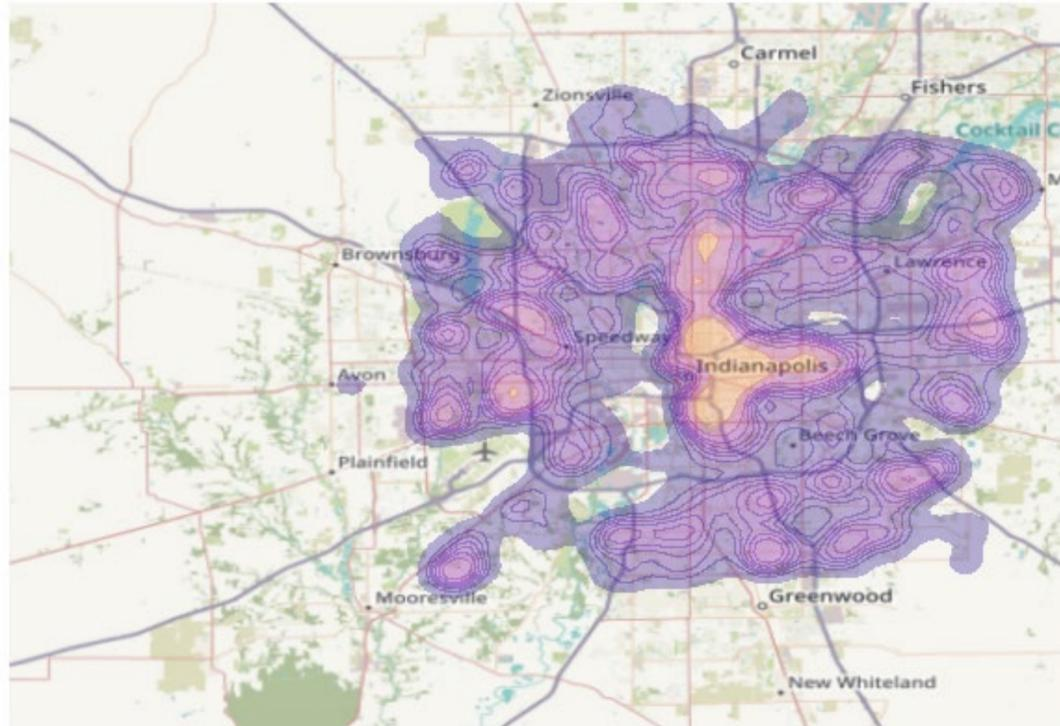 Carmel
Fishers
Zionsville
Cocktail
Brownsburg
Lawrence
Speedway
Indianapolis
Avon
Beech Grove
Plainfield
Mooresville
Greenwood
New Whiteland